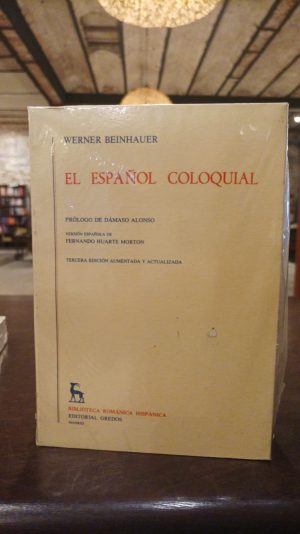 WERNER BEINHAUER
EL ESPAÑOL COLOQUIAL
PRÓLOGO DE DÁMASO ALONSO
VERSIÓN ESPAÑOLA DE
FERNANDO HUARTE MORTON
TERCERA EDICIÓN AUMENTADA Y ACTUALIZADA
BIBLIOTECA ROMÁNICA HISPÁNICA
EDITORIAL GREDOS
MADRID